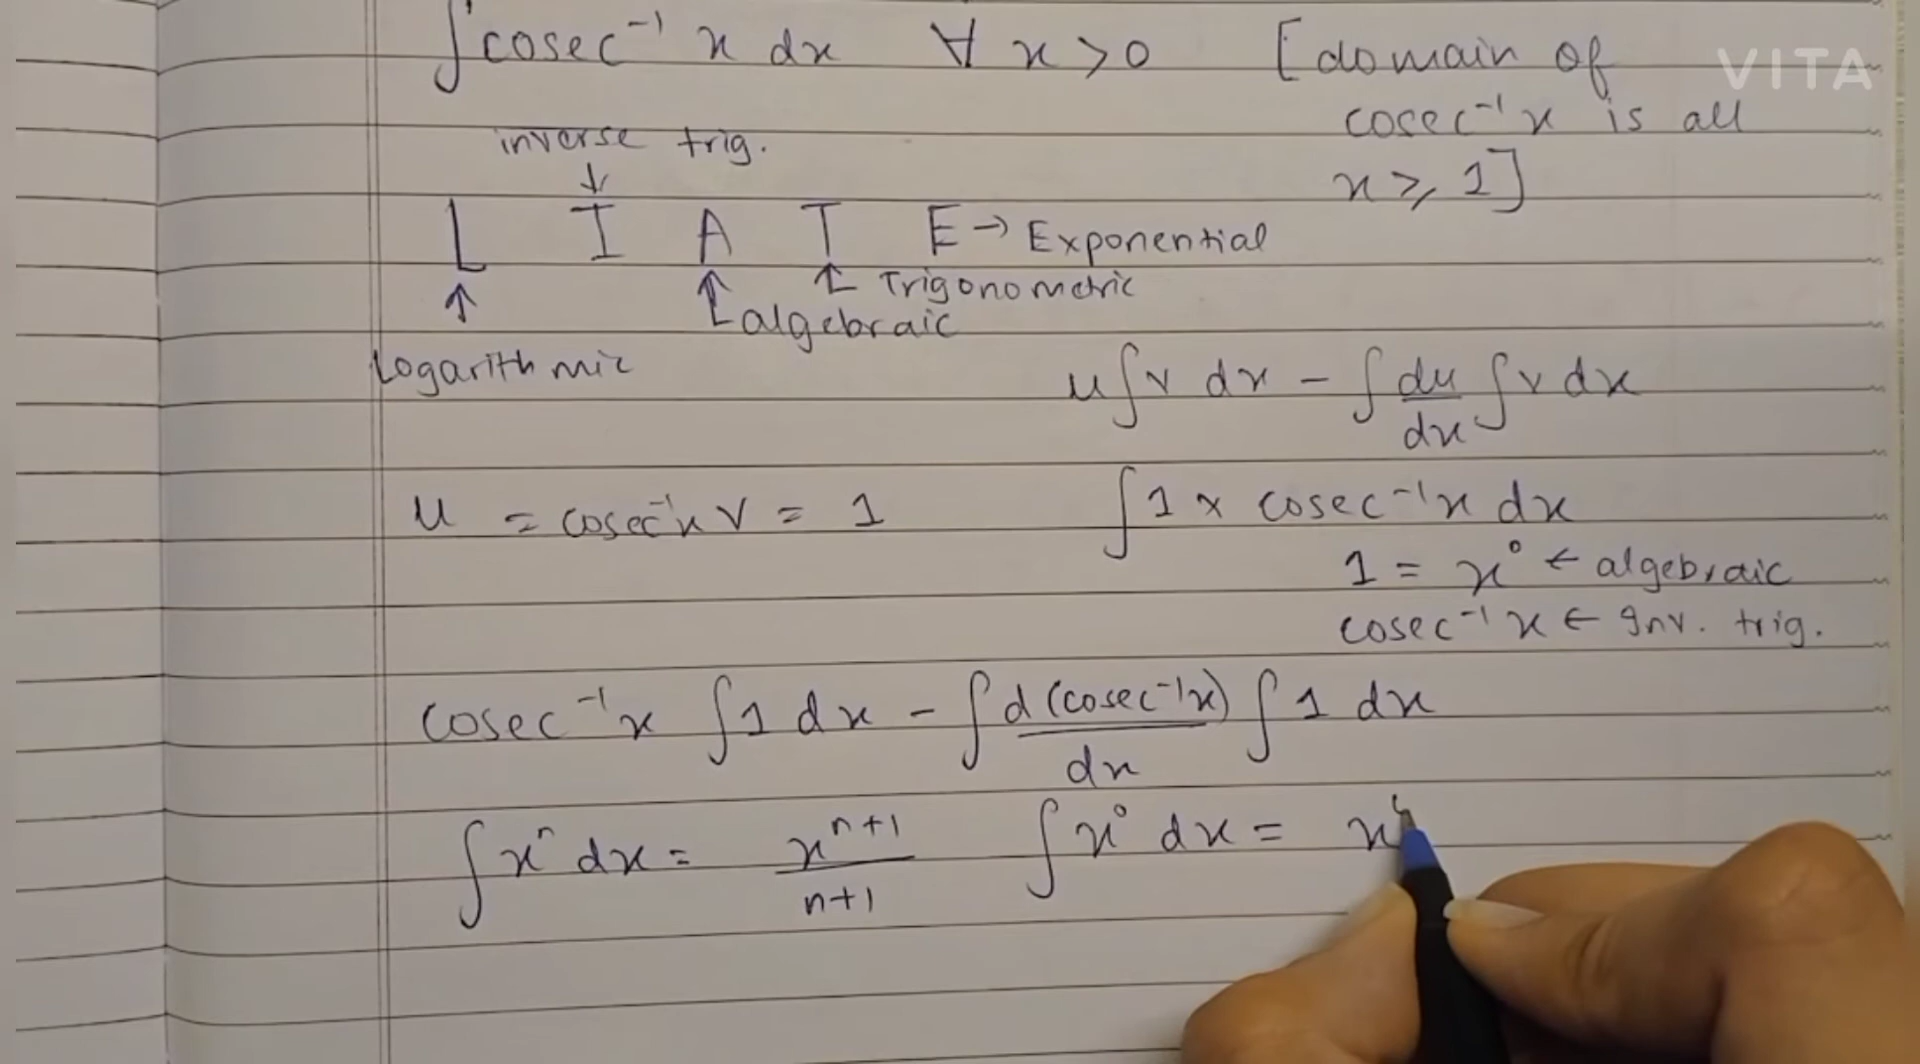 ∫cosec⁻¹ x dx ∀ x > 0 [domain of
cosec⁻¹x is all
x ≥ 1]
VITA
inverse trig.
↓
L I A T E → Exponential
↑ ↑ algebraic ↑ Trigonometric
Logarithmic
u∫v dx - ∫du/dx ∫v dx
u = cosec⁻¹x v = 1 ∫1 × cosec⁻¹x dx
1 = x⁰ ← algebraic
cosec⁻¹x ← Inv. trig.
cosec⁻¹x ∫1 dx - ∫d(cosec⁻¹x)/dx ∫1 dx
∫xⁿ dx = xⁿ⁺¹/n+1 ∫x⁰ dx = x